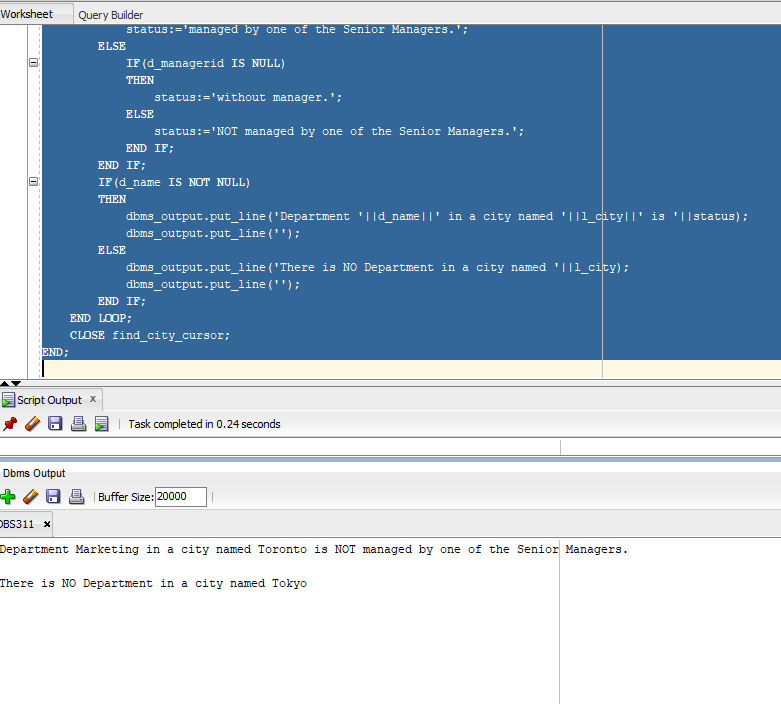 Worksheet Query Builder
status:='managed by one of the Senior Managers.';
ELSE
IF(d_managerid IS NULL)
THEN
status:='without manager.';
ELSE
status:='NOT managed by one of the Senior Managers.';
END IF;
END IF;
IF(d_name IS NOT NULL)
THEN
dbms_output.put_line('Department '||d_name||' in a city named '||l_city||' is '||status);
dbms_output.put_line('');
ELSE
dbms_output.put_line('There is NO Department in a city named '||l_city);
dbms_output.put_line('');
END IF;
END LOOP;
CLOSE find_city_cursor;
END;
Script Output x
Task completed in 0.24 seconds
Dbms Output
Buffer Size: 20000
DBS311 x
Department Marketing in a city named Toronto is NOT managed by one of the Senior Managers.
There is NO Department in a city named Tokyo